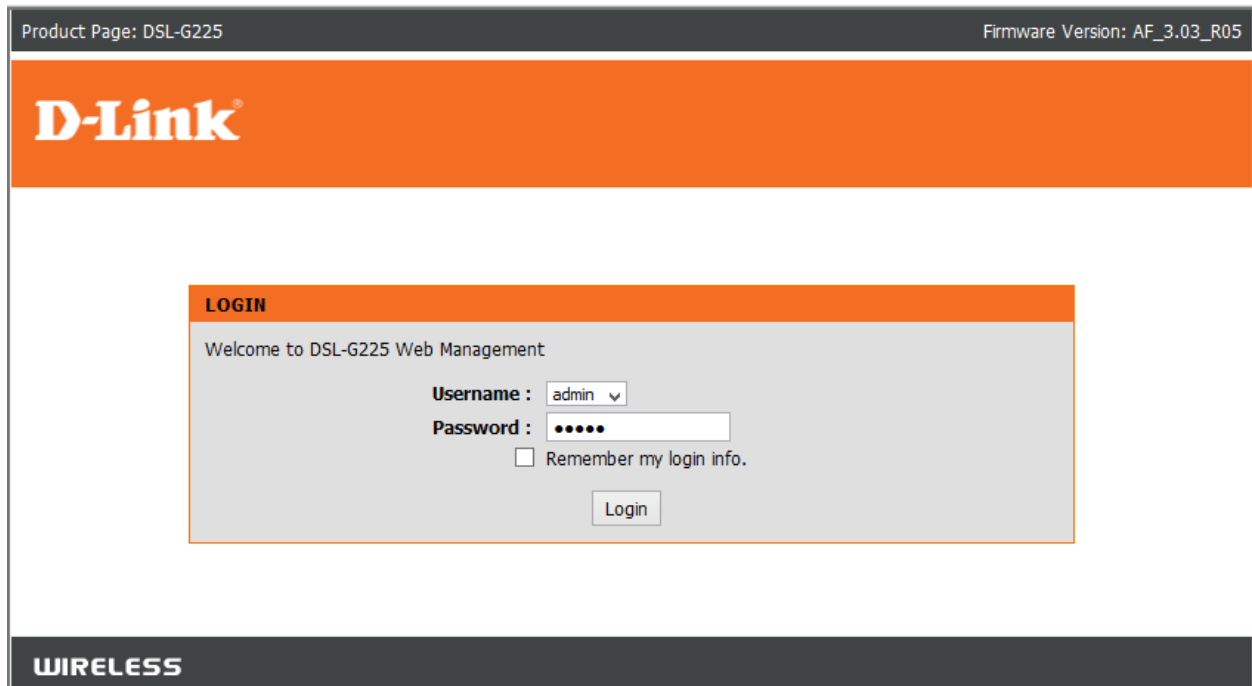 Product Page: DSL-G225 Firmware Version: AF_3.03_R05
D-Link®
LOGIN
Welcome to DSL-G225 Web Management
Username : admin
Password : •••••
Remember my login info.
Login
WIRELESS